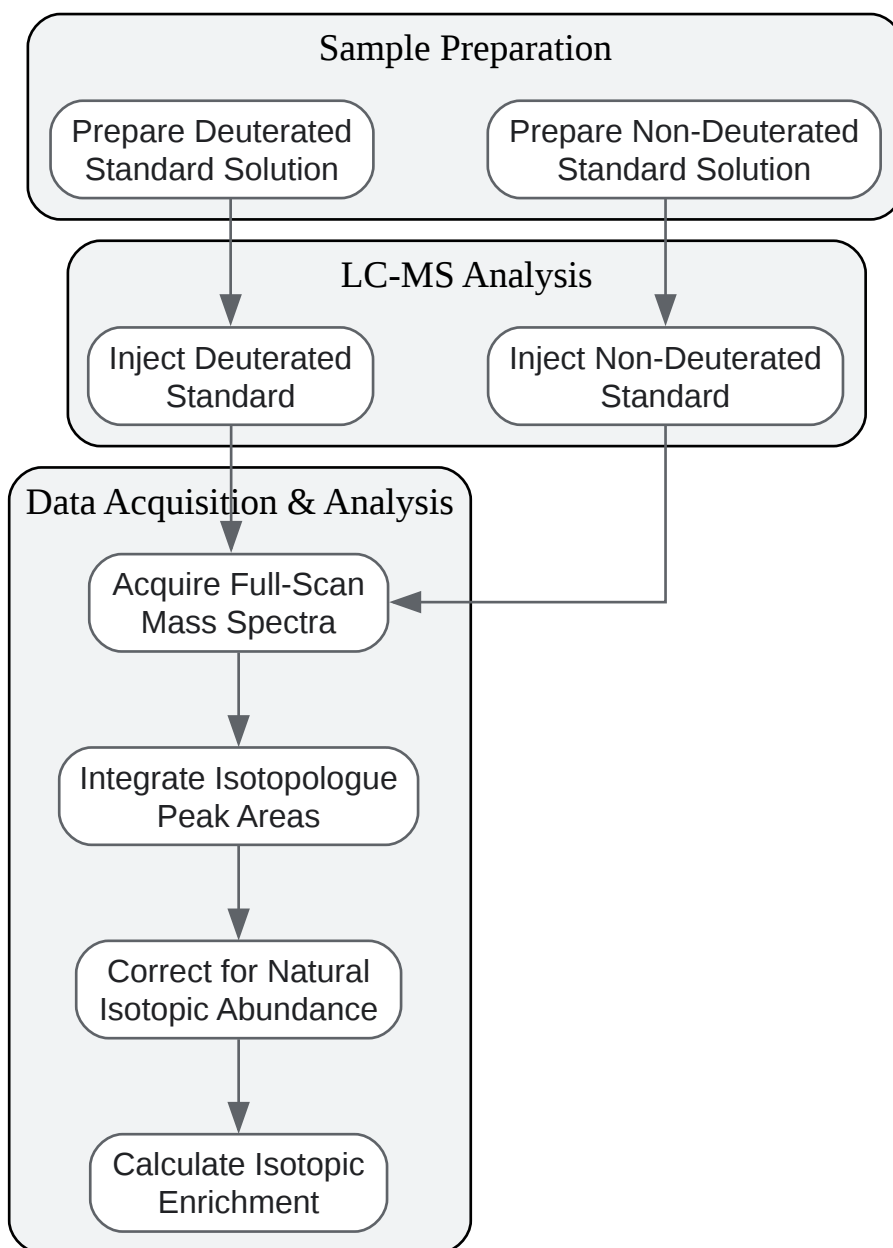 Sample Preparation
Prepare Deuterated
Standard Solution
Prepare Non-Deuterated
Standard Solution
LC-MS Analysis
Inject Deuterated
Standard
Inject Non-Deuterated
Standard
Data Acquisition & Analysis
Acquire Full-Scan
Mass Spectra
Integrate Isotopologue
Peak Areas
Correct for Natural
Isotopic Abundance
Calculate Isotopic
Enrichment